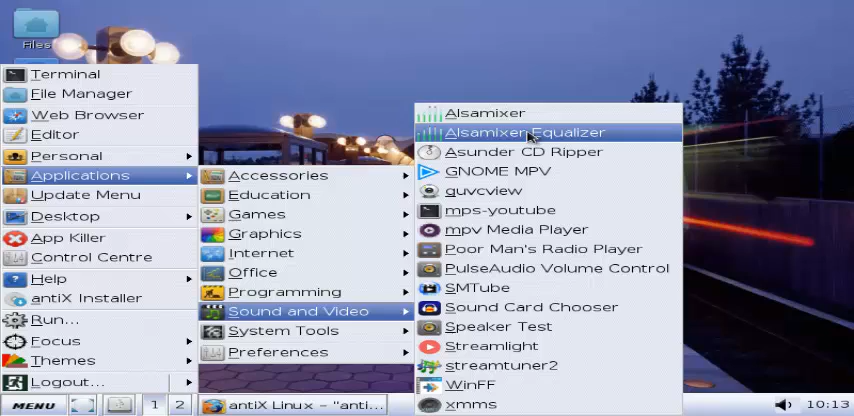 Files
Terminal
File Manager
Web Browser
Editor
Personal
Applications
Update Menu
Desktop
App Killer
Control Centre
Help
antiX Installer
Run...
Focus
Themes
Logout...
Accessories
Education
Games
Graphics
Internet
Office
Programming
Sound and Video
System Tools
Preferences
Alsamixer
Alsamixer Equalizer
Asunder CD Ripper
GNOME MPV
guvcview
mps-youtube
mpv Media Player
Poor Man's Radio Player
PulseAudio Volume Control
SMTube
Sound Card Chooser
Speaker Test
Streamlight
streamtuner2
WinFF
xmms
MENU 1 2 antiX Linux - "anti... 10:13